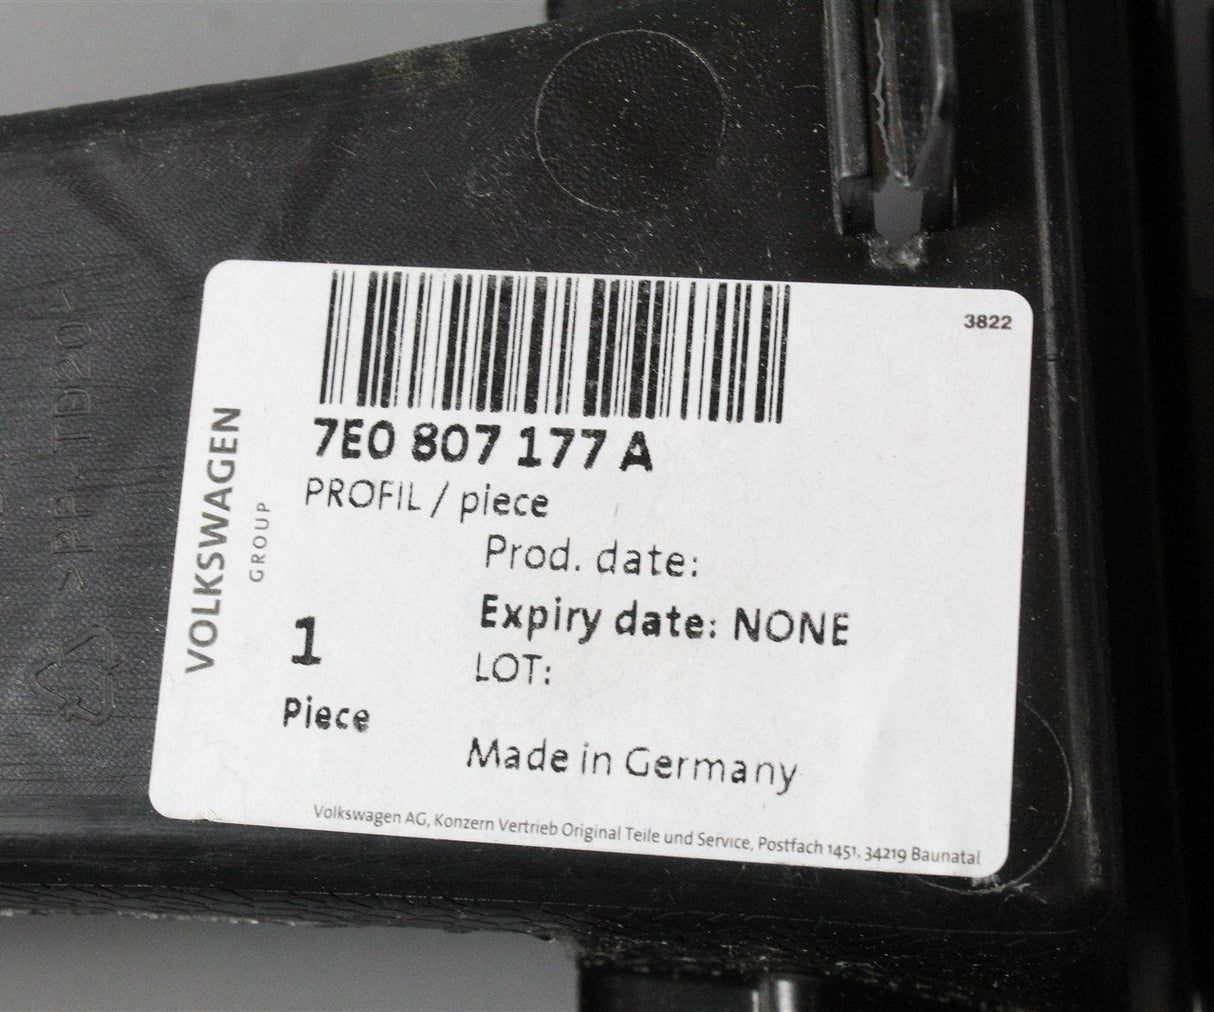 3822
7E0 807 177 A
PROFIL / piece
Prod. date:
Expiry date: NONE
1
LOT:
Piece
Made in Germany
Volkswagen AG, Konzern Vertrieb Original Teile und Service, Postfach 1451, 34219 Baunatal
VOLKSWAGEN
GROUP